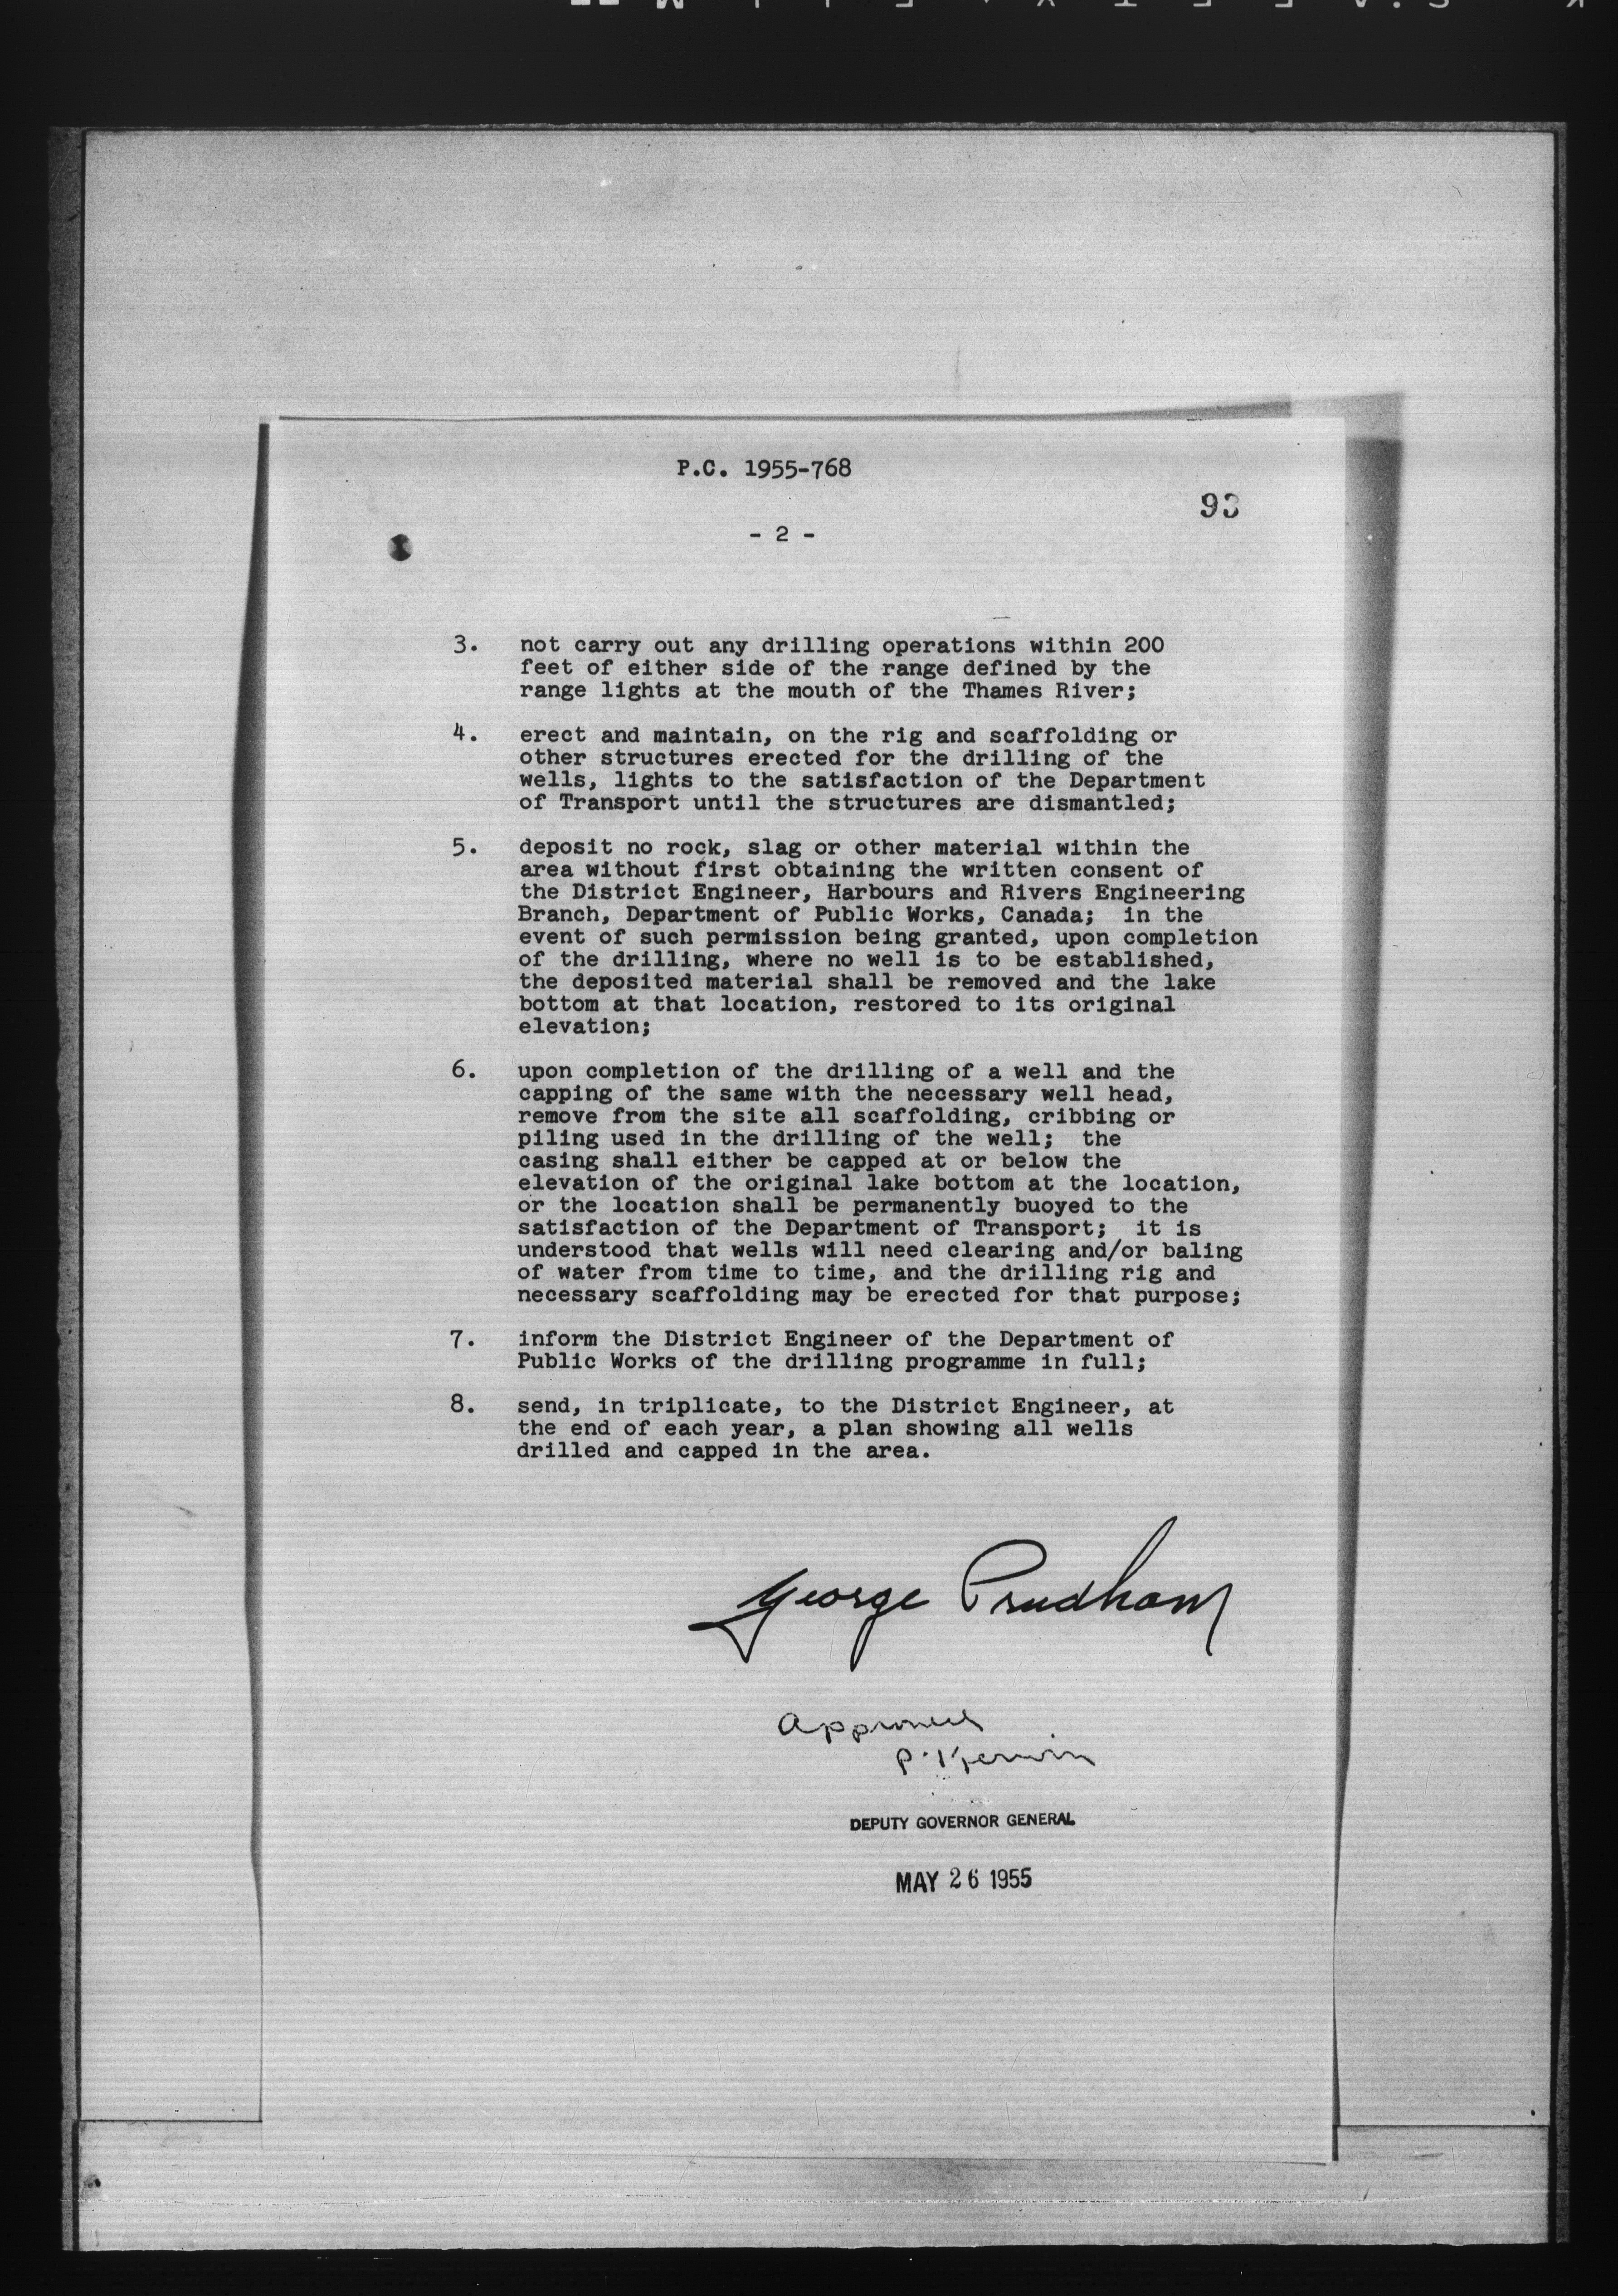 P.C. 1955-768
93
- 2 -
3. not carry out any drilling operations within 200
feet of either side of the range defined by the
range lights at the mouth of the Thames River;
4. erect and maintain, on the rig and scaffolding or
other structures erected for the drilling of the
wells, lights to the satisfaction of the Department
of Transport until the structures are dismantled;
5. deposit no rock, slag or other material within the
area without first obtaining the written consent of
the District Engineer, Harbours and Rivers Engineering
Branch, Department of Public Works, Canada; in the
event of such permission being granted, upon completion
of the drilling, where no well is to be established,
the deposited material shall be removed and the lake
bottom at that location, restored to its original
elevation;
6. upon completion of the drilling of a well and the
capping of the same with the necessary well head,
remove from the site all scaffolding, cribbing or
piling used in the drilling of the well; the
casing shall either be capped at or below the
elevation of the original lake bottom at the location,
or the location shall be permanently buoyed to the
satisfaction of the Department of Transport; it is
understood that wells will need clearing and/or baling
of water from time to time, and the drilling rig and
necessary scaffolding may be erected for that purpose;
7. inform the District Engineer of the Department of
Public Works of the drilling programme in full;
8. send, in triplicate, to the District Engineer, at
the end of each year, a plan showing all wells
drilled and capped in the area.
George Prudham
Approved
P. Kerwin
DEPUTY GOVERNOR GENERAL
MAY 26 1955